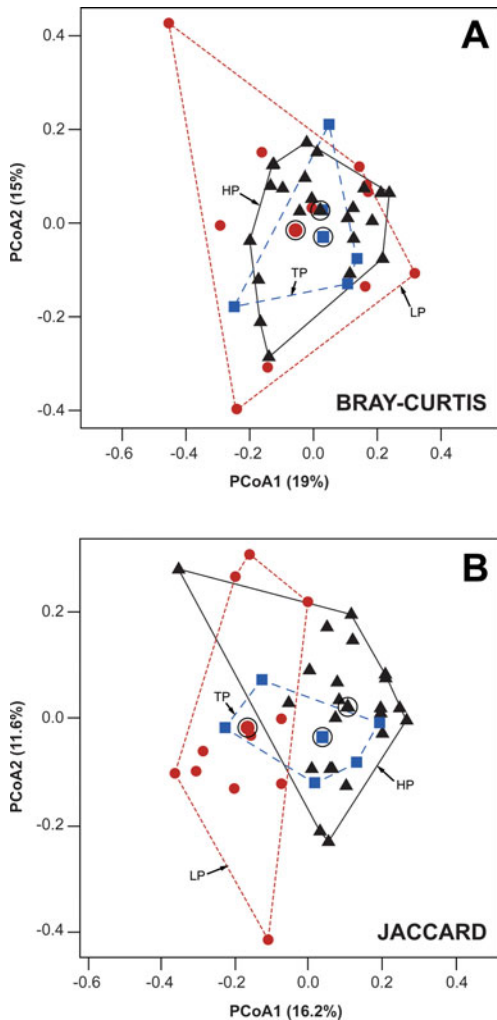 A
0.4
0.2
0.0
-0.2
-0.4
PCoA2 (15%)
HP
TP
LP
BRAY-CURTIS
-0.6 -0.4 -0.2 0.0 0.2 0.4
PCoA1 (19%)
B
0.2
0.0
-0.2
-0.4
PCoA2 (11.6%)
TP
HP
LP
JACCARD
-0.6 -0.4 -0.2 0.0 0.2 0.4
PCoA1 (16.2%)